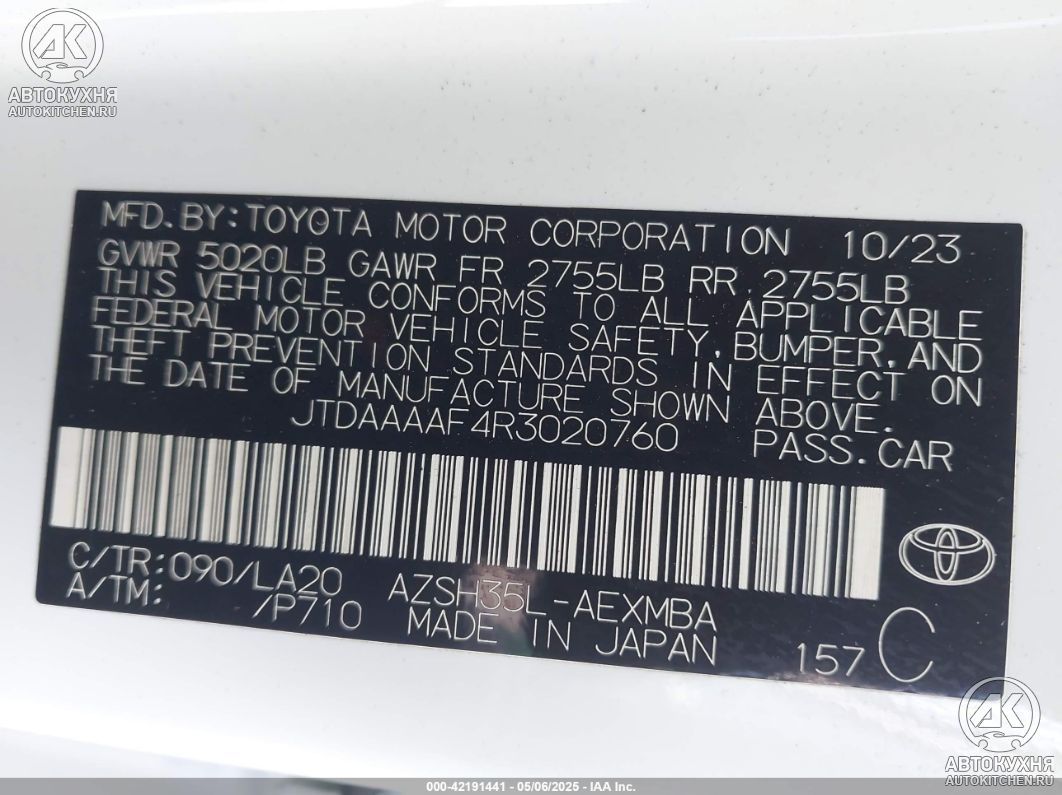 AK
АВТОКУХНЯ
AUTOKITCHEN.RU
MFD.BY:TOYOTA MOTOR CORPORATION 10/23
GVWR 5020LB GAWR FR 2755LB RR 2755LB
THIS VEHICLE CONFORMS TO ALL APPLICABLE
FEDERAL MOTOR VEHICLE SAFETY,BUMPER,AND
THEFT PREVENTION STANDARDS IN EFFECT ON
THE DATE OF MANUFACTURE SHOWN ABOVE.
JTDAAAAF4R3020760 PASS.CAR
C/TR:090/LA20 AZSH35L-AEXMBA
A/TM: /P710 MADE IN JAPAN 157 C
AK
АВТОКУХНЯ
AUTOKITCHEN.RU
000-42191441 - 05/06/2025 - IAA Inc.